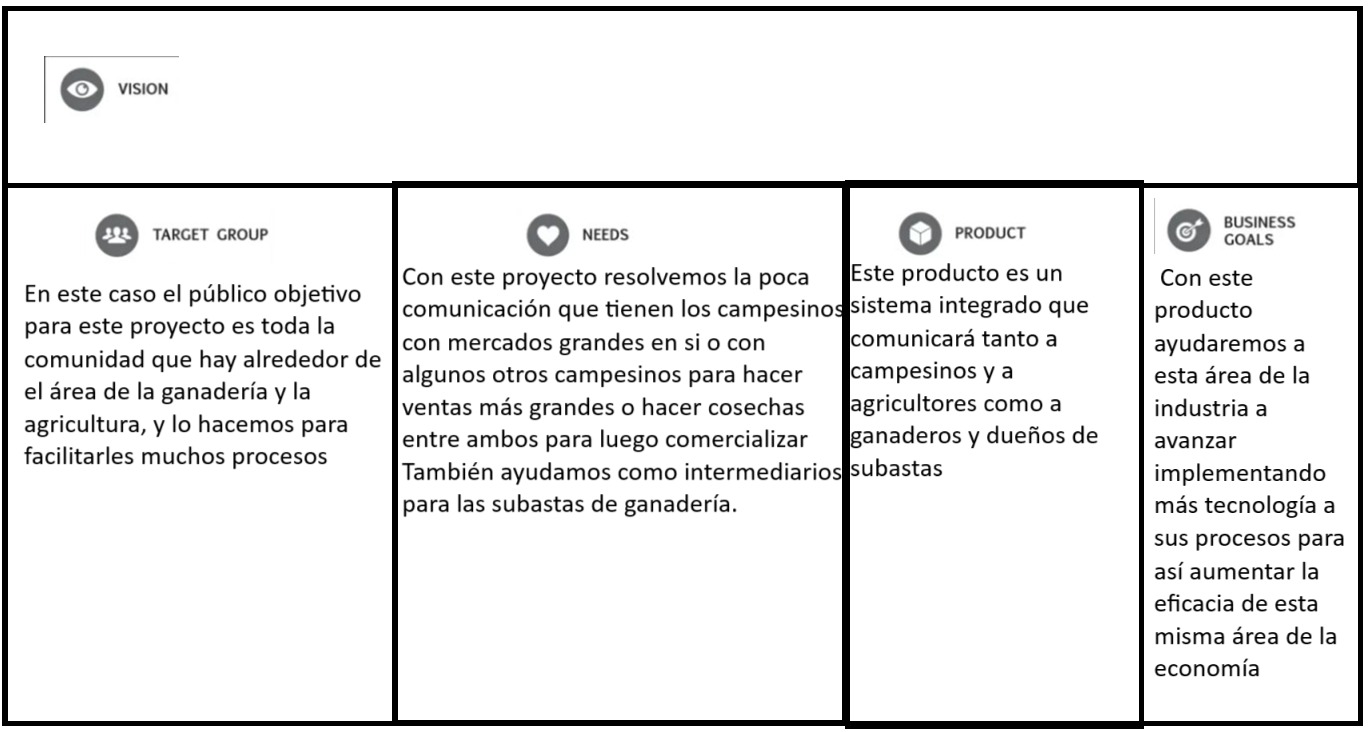 VISION
TARGET GROUP
En este caso el público objetivo
para este proyecto es toda la
comunidad que hay alrededor de
el área de la ganadería y la
agricultura, y lo hacemos para
facilitarles muchos procesos
NEEDS
Con este proyecto resolvemos la poca
comunicación que tienen los campesinos
con mercados grandes en si o con
algunos otros campesinos para hacer
ventas más grandes o hacer cosechas
entre ambos para luego comercializar
También ayudamos como intermediarios
para las subastas de ganadería.
PRODUCT
Este producto es un
sistema integrado que
comunicará tanto a
campesinos y a
agricultores como a
ganaderos y dueños de
subastas
BUSINESS
GOALS
Con este
producto
ayudaremos a
esta área de la
industria a
avanzar
implementando
más tecnología a
sus procesos para
así aumentar la
eficacia de esta
misma área de la
economía